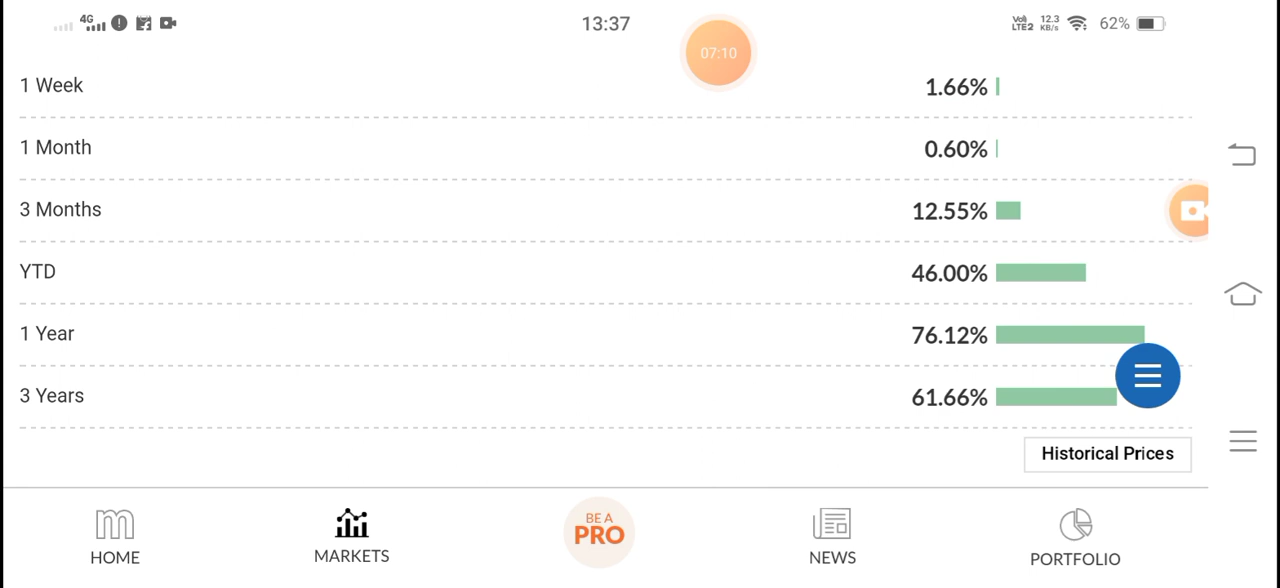 4G 13:37 Vo) LTE2 12.3 KB/s 62%
07:10
1 Week 1.66%
1 Month 0.60%
3 Months 12.55%
YTD 46.00%
1 Year 76.12%
3 Years 61.66%
Historical Prices
m BE A PRO
HOME MARKETS NEWS PORTFOLIO